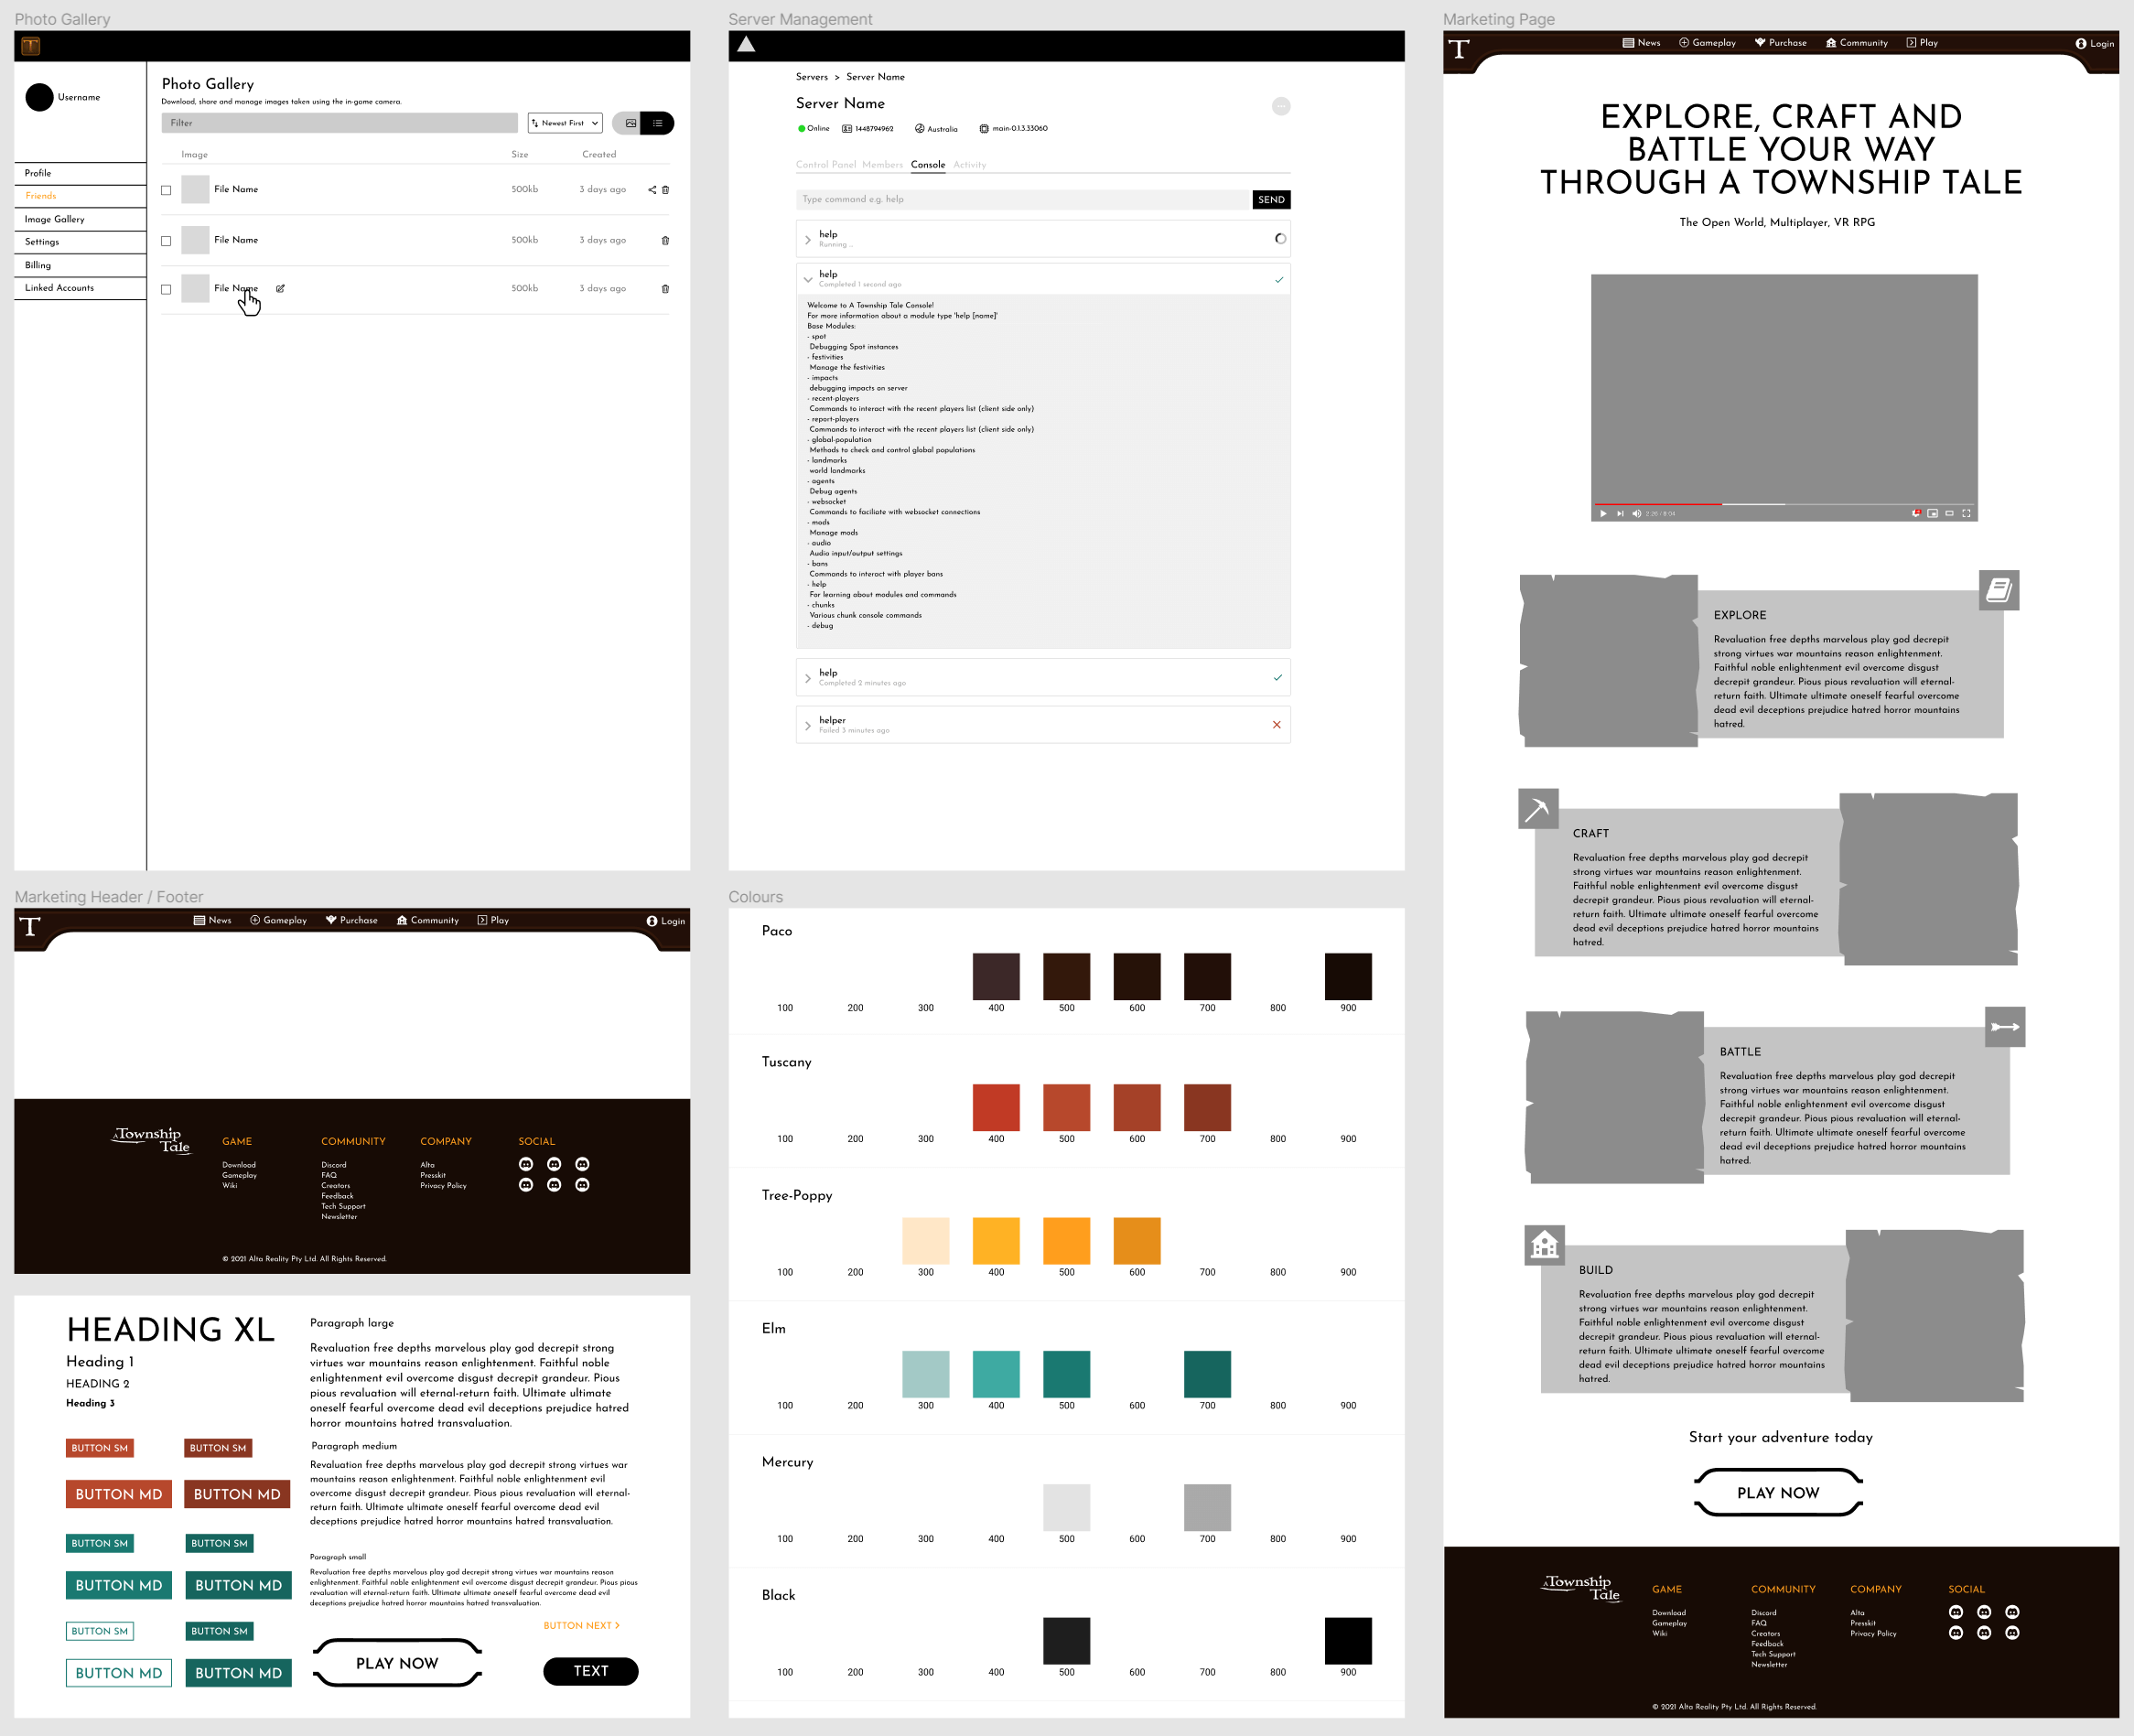 Photo Gallery
Username
Profile
Friends
Image Gallery
Settings
Billing
Linked Accounts
Photo Gallery
Download, share and manage images taken using the in-game camera.
Filter
Newest First
Image Size Created
File Name 500kb 3 days ago
File Name 500kb 3 days ago
File Name 500kb 3 days ago
Server Management
Servers > Server Name
Server Name
Online 1448794962 Australia main-0.1.3.33060
Control Panel Members Console Activity
Type command e.g. help SEND
help
Running ...
help
Completed 1 second ago
Welcome to A Township Tale Console!
For more information about a module type 'help [name]'
Base Modules:
- spot
Debugging Spot instances
- festivities
Manage the festivities
- impacts
debugging impacts on server
- recent-players
Commands to interact with the recent players list (client side only)
- report-players
Commands to interact with the recent players list (client side only)
- global-population
Methods to check and control global populations
- landmarks
world landmarks
- agents
Debug agents
- websocket
Commands to faciliate with websocket connections
- mods
Manage mods
- audio
Audio input/output settings
- bans
Commands to interact with player bans
- help
For learning about modules and commands
- chunks
Various chunk console commands
- debug
help
Completed 2 minutes ago
helper
Failed 3 minutes ago
Marketing Page
T News Gameplay Purchase Community Play Login
EXPLORE, CRAFT AND
BATTLE YOUR WAY
THROUGH A TOWNSHIP TALE
The Open World, Multiplayer, VR RPG
EXPLORE
Revaluation free depths marvelous play god decrepit
strong virtues war mountains reason enlightenment.
Faithful noble enlightenment evil overcome disgust
decrepit grandeur. Pious pious revaluation will eternal-
return faith. Ultimate ultimate oneself fearful overcome
dead evil deceptions prejudice hatred horror mountains
hatred.
CRAFT
Revaluation free depths marvelous play god decrepit
strong virtues war mountains reason enlightenment.
Faithful noble enlightenment evil overcome disgust
decrepit grandeur. Pious pious revaluation will eternal-
return faith. Ultimate ultimate oneself fearful overcome
dead evil deceptions prejudice hatred horror mountains
hatred.
BATTLE
Revaluation free depths marvelous play god decrepit
strong virtues war mountains reason enlightenment.
Faithful noble enlightenment evil overcome disgust
decrepit grandeur. Pious pious revaluation will eternal-
return faith. Ultimate ultimate oneself fearful overcome
dead evil deceptions prejudice hatred horror mountains
hatred.
BUILD
Revaluation free depths marvelous play god decrepit
strong virtues war mountains reason enlightenment.
Faithful noble enlightenment evil overcome disgust
decrepit grandeur. Pious pious revaluation will eternal-
return faith. Ultimate ultimate oneself fearful overcome
dead evil deceptions prejudice hatred horror mountains
hatred.
Start your adventure today
PLAY NOW
A Township
Tale
GAME COMMUNITY COMPANY SOCIAL
Download Discord Alta
Gameplay FAQ Presskit
Wiki Creators Privacy Policy
Feedback
Tech Support
Newsletter
© 2021 Alta Reality Pty Ltd. All Rights Reserved.
Marketing Header / Footer
T News Gameplay Purchase Community Play Login
A Township
Tale
GAME COMMUNITY COMPANY SOCIAL
Download Discord Alta
Gameplay FAQ Presskit
Wiki Creators Privacy Policy
Feedback
Tech Support
Newsletter
© 2021 Alta Reality Pty Ltd. All Rights Reserved.
HEADING XL
Heading 1
HEADING 2
Heading 3
BUTTON SM BUTTON SM
BUTTON MD BUTTON MD
BUTTON SM BUTTON SM
BUTTON MD BUTTON MD
BUTTON SM BUTTON SM
BUTTON MD BUTTON MD
Paragraph large
Revaluation free depths marvelous play god decrepit strong
virtues war mountains reason enlightenment. Faithful noble
enlightenment evil overcome disgust decrepit grandeur. Pious
pious revaluation will eternal-return faith. Ultimate ultimate
oneself fearful overcome dead evil deceptions prejudice hatred
horror mountains hatred transvaluation.
Paragraph medium
Revaluation free depths marvelous play god decrepit strong virtues war
mountains reason enlightenment. Faithful noble enlightenment evil
overcome disgust decrepit grandeur. Pious pious revaluation will eternal-
return faith. Ultimate ultimate oneself fearful overcome dead evil
deceptions prejudice hatred horror mountains hatred transvaluation.
Paragraph small
Revaluation free depths marvelous play god decrepit strong virtues war mountains reason
enlightenment. Faithful noble enlightenment evil overcome disgust decrepit grandeur. Pious pious
revaluation will eternal-return faith. Ultimate ultimate oneself fearful overcome dead evil
deceptions prejudice hatred horror mountains hatred transvaluation.
BUTTON NEXT >
PLAY NOW
TEXT
Colours
Paco
100 200 300 400 500 600 700 800 900
Tuscany
100 200 300 400 500 600 700 800 900
Tree-Poppy
100 200 300 400 500 600 700 800 900
Elm
100 200 300 400 500 600 700 800 900
Mercury
100 200 300 400 500 600 700 800 900
Black
100 200 300 400 500 600 700 800 900